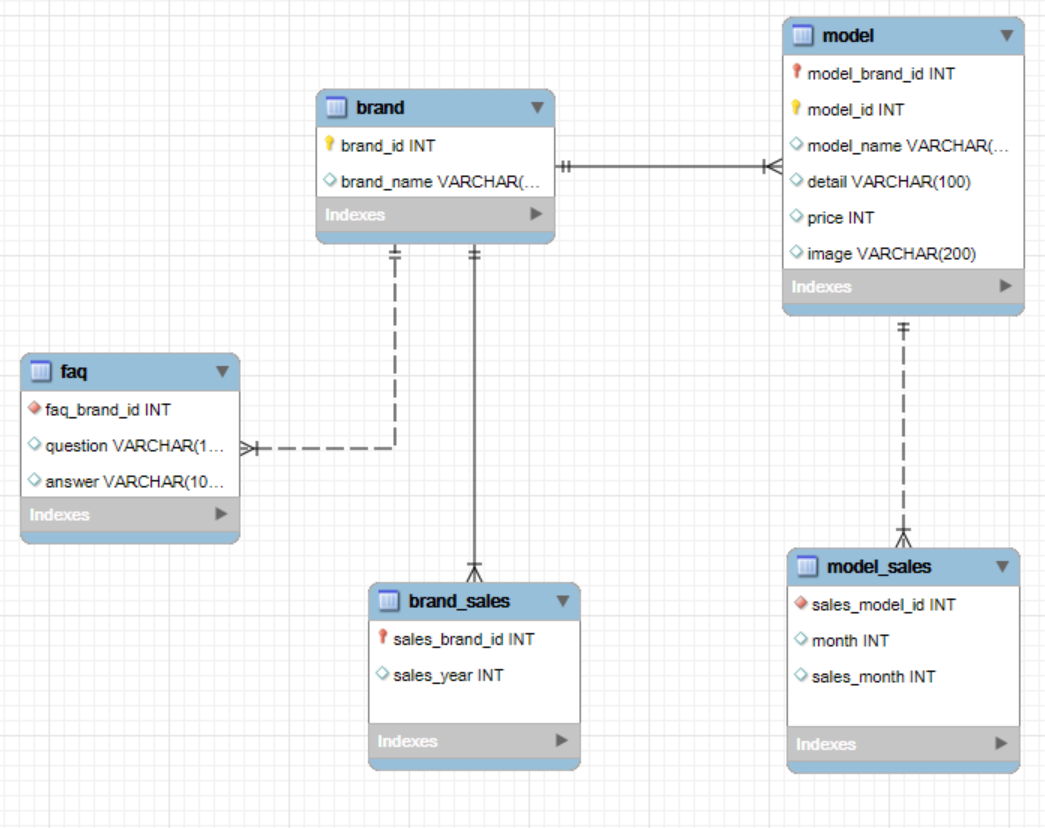 model
model_brand_id INT
model_id INT
model_name VARCHAR(...
detail VARCHAR(100)
price INT
image VARCHAR(200)
Indexes
brand
brand_id INT
brand_name VARCHAR(...
Indexes
faq
faq_brand_id INT
question VARCHAR(1...
answer VARCHAR(10...
Indexes
brand_sales
sales_brand_id INT
sales_year INT
Indexes
model_sales
sales_model_id INT
month INT
sales_month INT
Indexes